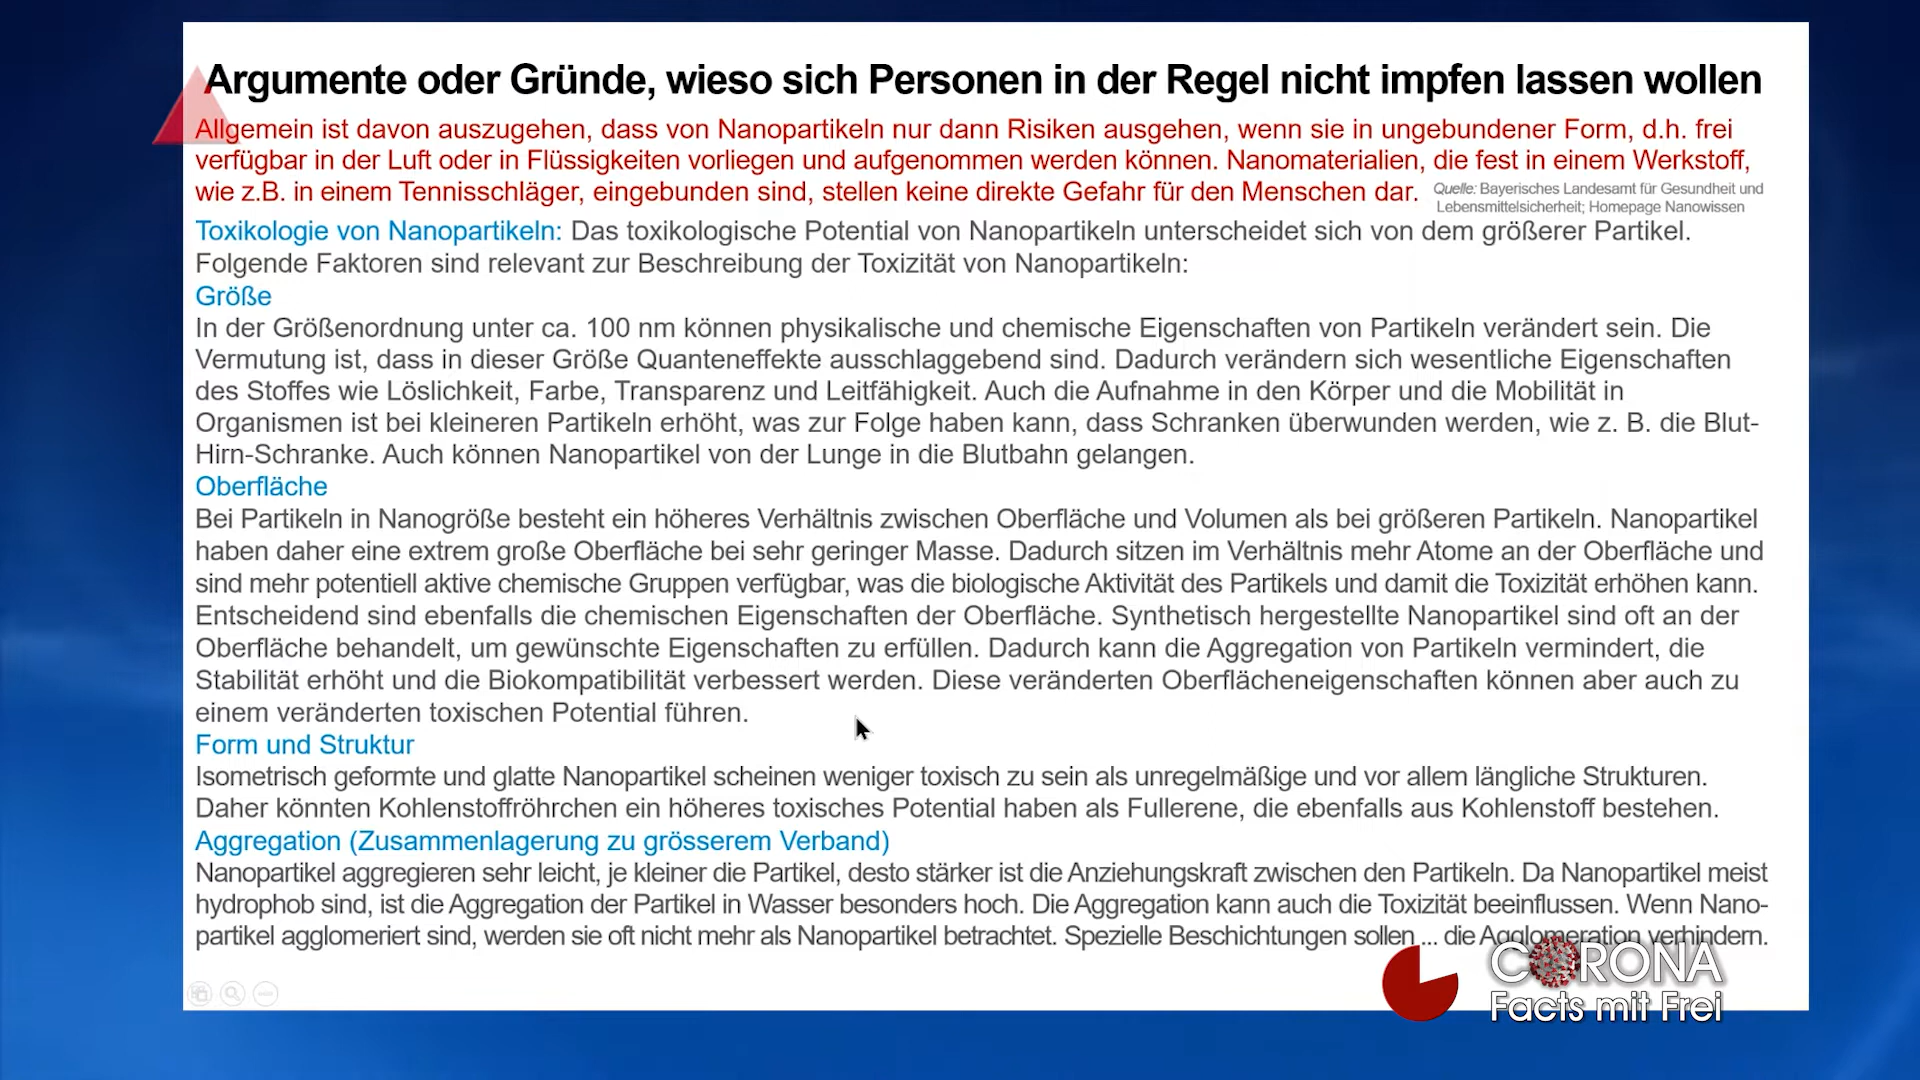 Argumente oder Gründe, wieso sich Personen in der Regel nicht impfen lassen wollen
Allgemein ist davon auszugehen, dass von Nanopartikeln nur dann Risiken ausgehen, wenn sie in ungebundener Form, d.h. frei
verfügbar in der Luft oder in Flüssigkeiten vorliegen und aufgenommen werden können. Nanomaterialien, die fest in einem Werkstoff,
wie z.B. in einem Tennisschläger, eingebunden sind, stellen keine direkte Gefahr für den Menschen dar.
Quelle: Bayerisches Landesamt für Gesundheit und
Lebensmittelsicherheit; Homepage Nanowissen
Toxikologie von Nanopartikeln: Das toxikologische Potential von Nanopartikeln unterscheidet sich von dem größerer Partikel.
Folgende Faktoren sind relevant zur Beschreibung der Toxizität von Nanopartikeln:
Größe
In der Größenordnung unter ca. 100 nm können physikalische und chemische Eigenschaften von Partikeln verändert sein. Die
Vermutung ist, dass in dieser Größe Quanteneffekte ausschlaggebend sind. Dadurch verändern sich wesentliche Eigenschaften
des Stoffes wie Löslichkeit, Farbe, Transparenz und Leitfähigkeit. Auch die Aufnahme in den Körper und die Mobilität in
Organismen ist bei kleineren Partikeln erhöht, was zur Folge haben kann, dass Schranken überwunden werden, wie z. B. die Blut-
Hirn-Schranke. Auch können Nanopartikel von der Lunge in die Blutbahn gelangen.
Oberfläche
Bei Partikeln in Nanogröße besteht ein höheres Verhältnis zwischen Oberfläche und Volumen als bei größeren Partikeln. Nanopartikel
haben daher eine extrem große Oberfläche bei sehr geringer Masse. Dadurch sitzen im Verhältnis mehr Atome an der Oberfläche und
sind mehr potentiell aktive chemische Gruppen verfügbar, was die biologische Aktivität des Partikels und damit die Toxizität erhöhen kann.
Entscheidend sind ebenfalls die chemischen Eigenschaften der Oberfläche. Synthetisch hergestellte Nanopartikel sind oft an der
Oberfläche behandelt, um gewünschte Eigenschaften zu erfüllen. Dadurch kann die Aggregation von Partikeln vermindert, die
Stabilität erhöht und die Biokompatibilität verbessert werden. Diese veränderten Oberflächeneigenschaften können aber auch zu
einem veränderten toxischen Potential führen.
Form und Struktur
Isometrisch geformte und glatte Nanopartikel scheinen weniger toxisch zu sein als unregelmäßige und vor allem längliche Strukturen.
Daher könnten Kohlenstoffröhrchen ein höheres toxisches Potential haben als Fullerene, die ebenfalls aus Kohlenstoff bestehen.
Aggregation (Zusammenlagerung zu grösserem Verband)
Nanopartikel aggregieren sehr leicht, je kleiner die Partikel, desto stärker ist die Anziehungskraft zwischen den Partikeln. Da Nanopartikel meist
hydrophob sind, ist die Aggregation der Partikel in Wasser besonders hoch. Die Aggregation kann auch die Toxizität beeinflussen. Wenn Nano-
partikel agglomeriert sind, werden sie oft nicht mehr als Nanopartikel betrachtet. Spezielle Beschichtungen sollen ... die Agglomeration verhindern.
CORONA
Facts mit Frei